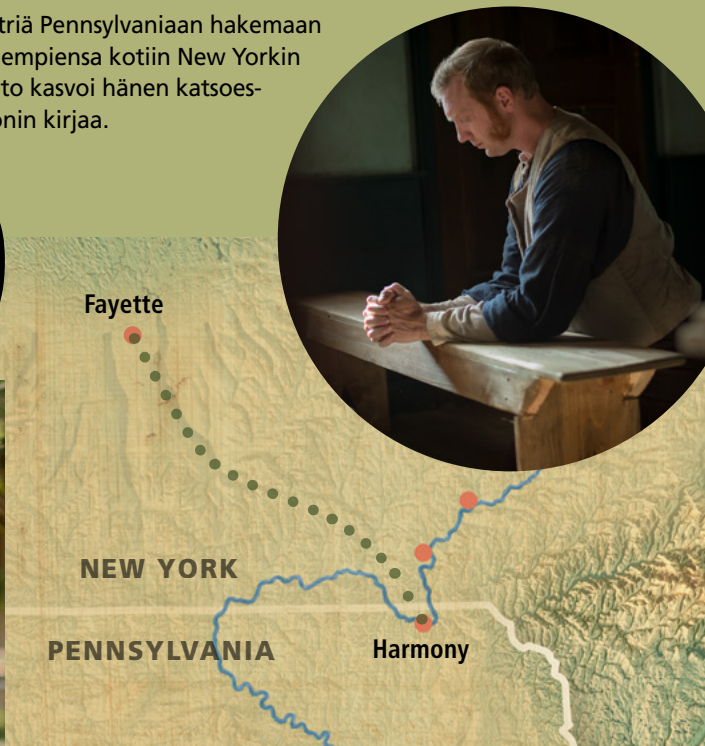 triä Pennsylvaniaan hakemaan
empiensa kotiin New Yorkin
to kasvoi hänen katsoes-
onin kirjaa.
Fayette
NEW YORK
PENNSYLVANIA
Harmony